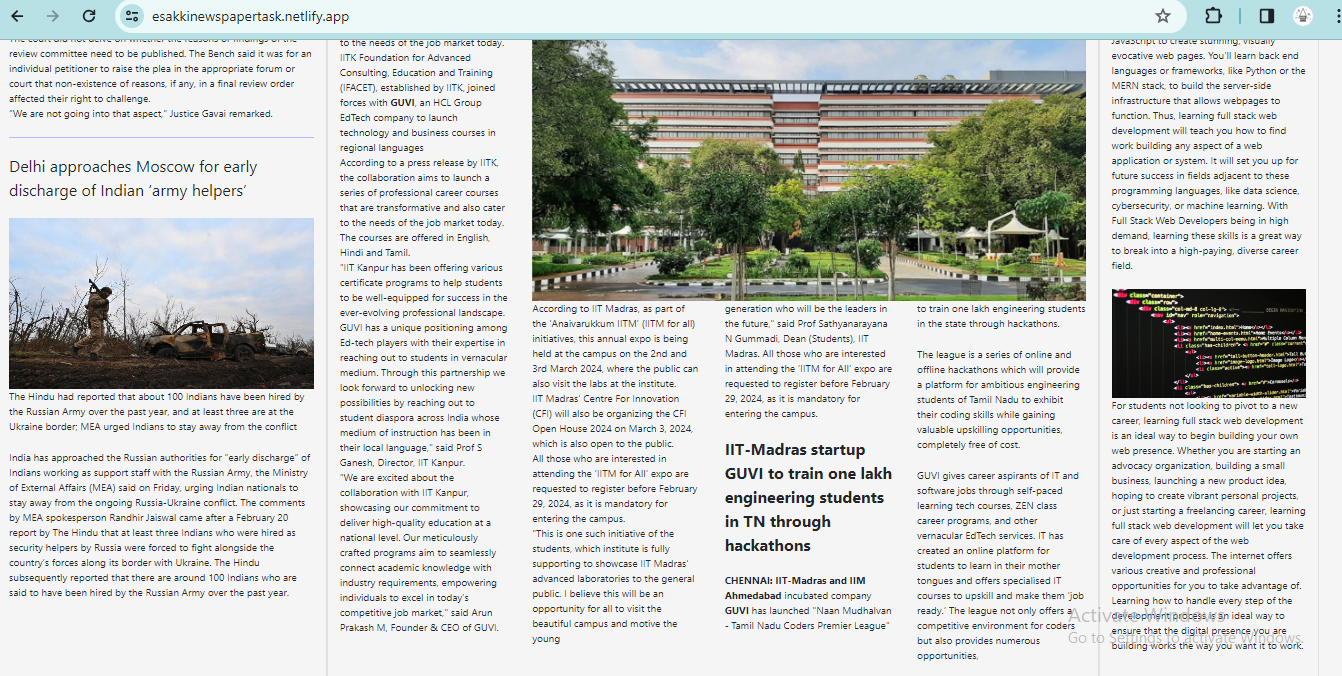 esakkinewspapertask.netlify.app
review committee need to be published. The Bench said it was for an
individual petitioner to raise the plea in the appropriate forum or
court that non-existence of reasons, if any, in a final review order
affected their right to challenge.
“We are not going into that aspect,” Justice Gavai remarked.
Delhi approaches Moscow for early
discharge of Indian ‘army helpers’
The Hindu had reported that about 100 Indians have been hired by
the Russian Army over the past year, and at least three are at the
Ukraine border; MEA urged Indians to stay away from the conflict
India has approached the Russian authorities for “early discharge” of
Indians working as support staff with the Russian Army, the Ministry
of External Affairs (MEA) said on Friday, urging Indian nationals to
stay away from the ongoing Russia-Ukraine conflict. The comments
by MEA spokesperson Randhir Jaiswal came after a February 20
report by The Hindu that at least three Indians who were hired as
security helpers by Russia were forced to fight alongside the
country’s forces along its border with Ukraine. The Hindu
subsequently reported that there are around 100 Indians who are
said to have been hired by the Russian Army over the past year.
to the needs of the job market today.
IITK Foundation for Advanced
Consulting, Education and Training
(IFACET), established by IITK, joined
forces with GUVI, an HCL Group
EdTech company to launch
technology and business courses in
regional languages
According to a press release by IITK,
the collaboration aims to launch a
series of professional career courses
that are transformative and also cater
to the needs of the job market today.
The courses are offered in English,
Hindi and Tamil.
“IIT Kanpur has been offering various
certificate programs to help students
to be well-equipped for success in the
ever-evolving professional landscape.
GUVI has a unique positioning among
Ed-tech players with their expertise in
reaching out to students in vernacular
medium. Through this partnership we
look forward to unlocking new
possibilities by reaching out to
student diaspora across India whose
medium of instruction has been in
their local language,” said Prof S
Ganesh, Director, IIT Kanpur.
“We are excited about the
collaboration with IIT Kanpur,
showcasing our commitment to
deliver high-quality education at a
national level. Our meticulously
crafted programs aim to seamlessly
connect academic knowledge with
industry requirements, empowering
individuals to excel in today’s
competitive job market,” said Arun
Prakash M, Founder & CEO of GUVI.
According to IIT Madras, as part of
the ‘Anaivarukkum IITM’ (IITM for all)
initiatives, this annual expo is being
held at the campus on the 2nd and
3rd March 2024, where the public can
also visit the labs at the institute.
IIT Madras’ Centre For Innovation
(CFI) will also be organizing the CFI
Open House 2024 on March 3, 2024,
which is also open to the public.
All those who are interested in
attending the ‘IITM for All’ expo are
requested to register before February
29, 2024, as it is mandatory for
entering the campus.
“This is one such initiative of the
students, which institute is fully
supporting to showcase IIT Madras’
advanced laboratories to the general
public. I believe this will be an
opportunity for all to visit the
beautiful campus and motive the
young
generation who will be the leaders in
the future,” said Prof Sathyanarayana
N Gummadi, Dean (Students), IIT
Madras. All those who are interested
in attending the ‘IITM for All’ expo are
requested to register before February
29, 2024, as it is mandatory for
entering the campus.
IIT-Madras startup
GUVI to train one lakh
engineering students
in TN through
hackathons
CHENNAI: IIT-Madras and IIM
Ahmedabad incubated company
GUVI has launched “Naan Mudhalvan
- Tamil Nadu Coders Premier League”
to train one lakh engineering students
in the state through hackathons.
The league is a series of online and
offline hackathons which will provide
a platform for ambitious engineering
students of Tamil Nadu to exhibit
their coding skills while gaining
valuable upskilling opportunities,
completely free of cost.
GUVI gives career aspirants of IT and
software jobs through self-paced
learning tech courses, ZEN class
career programs, and other
vernacular EdTech services. IT has
created an online platform for
students to learn in their mother
tongues and offers specialised IT
courses to upskill and make them ‘job
ready.’ The league not only offers a
competitive environment for coders
but also provides numerous
opportunities,
JavaScript to create stunning, visually
evocative web pages. You’ll learn back end
languages or frameworks, like Python or the
MERN stack, to build the server-side
infrastructure that allows webpages to
function. Thus, learning full stack web
development will teach you how to find
work building any aspect of a web
application or system. It will set you up for
future success in fields adjacent to these
programming languages, like data science,
cybersecurity, or machine learning. With
Full Stack Web Developers being in high
demand, learning these skills is a great way
to break into a high-paying, diverse career
field.
For students not looking to pivot to a new
career, learning full stack web development
is an ideal way to begin building your own
web presence. Whether you are starting an
advocacy organization, building a small
business, launching a new product idea,
hoping to create vibrant personal projects,
or just starting a freelancing career, learning
full stack web development will let you take
care of every aspect of the web
development process. The internet offers
various creative and professional
opportunities for you to take advantage of.
Learning how to handle every step of the
development process is an ideal way to
ensure that the digital presence you are
building works the way you want it to work.
Activate Windows
Go to Settings to activate Windows.